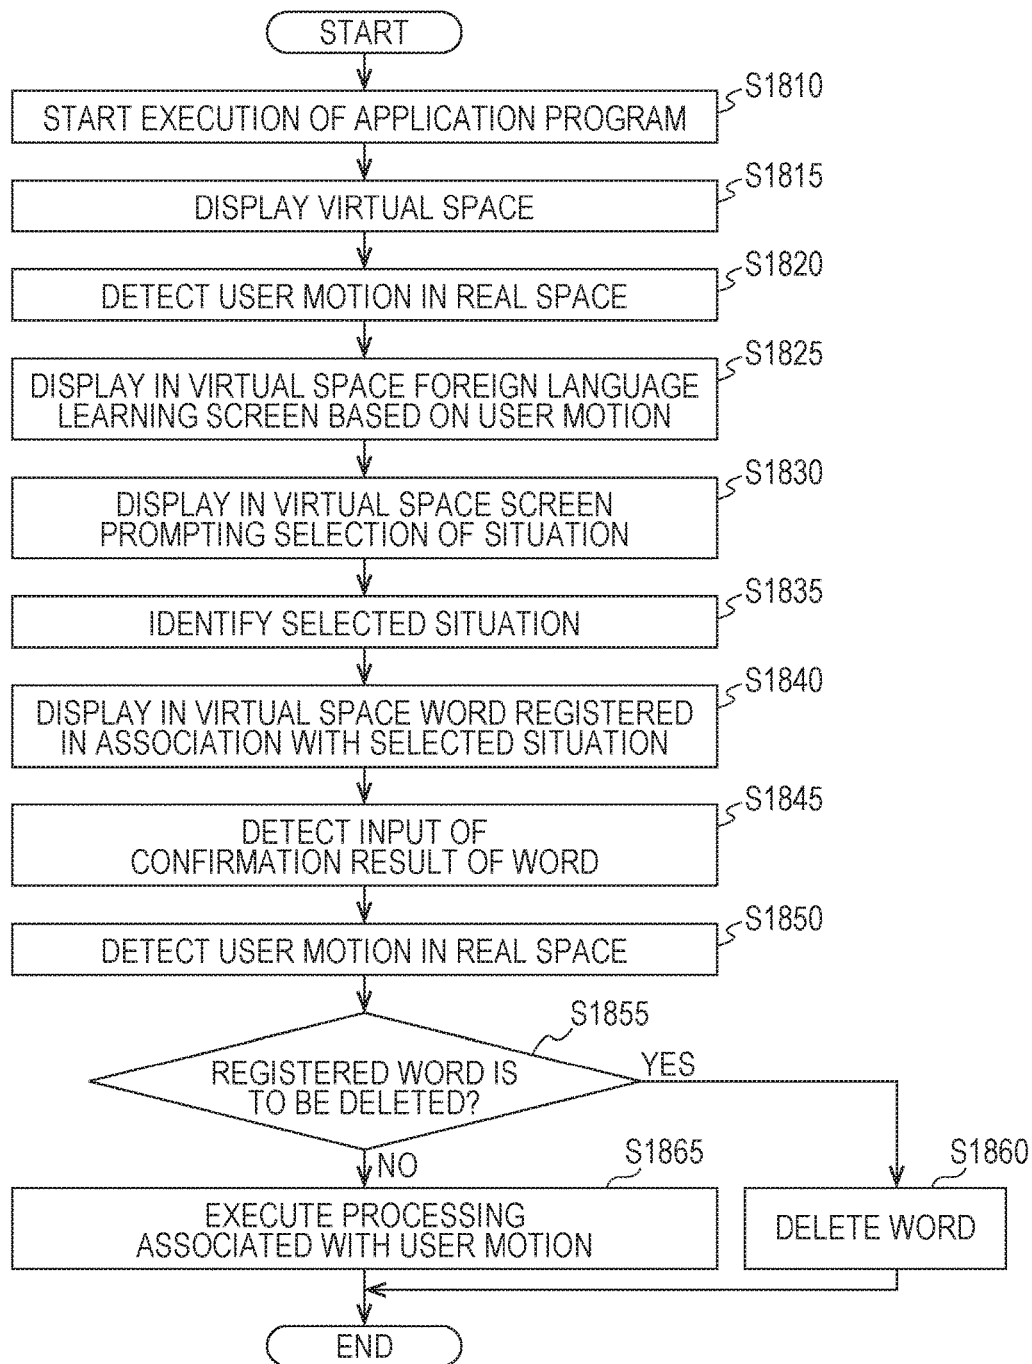 START
S1810
START EXECUTION OF APPLICATION PROGRAM
S1815
DISPLAY VIRTUAL SPACE
S1820
DETECT USER MOTION IN REAL SPACE
S1825
DISPLAY IN VIRTUAL SPACE FOREIGN LANGUAGE
LEARNING SCREEN BASED ON USER MOTION
S1830
DISPLAY IN VIRTUAL SPACE SCREEN
PROMPTING SELECTION OF SITUATION
S1835
IDENTIFY SELECTED SITUATION
S1840
DISPLAY IN VIRTUAL SPACE WORD REGISTERED
IN ASSOCIATION WITH SELECTED SITUATION
S1845
DETECT INPUT OF
CONFIRMATION RESULT OF WORD
S1850
DETECT USER MOTION IN REAL SPACE
S1855
REGISTERED WORD IS
TO BE DELETED?
YES
NO
S1865
EXECUTE PROCESSING
ASSOCIATED WITH USER MOTION
S1860
DELETE WORD
END